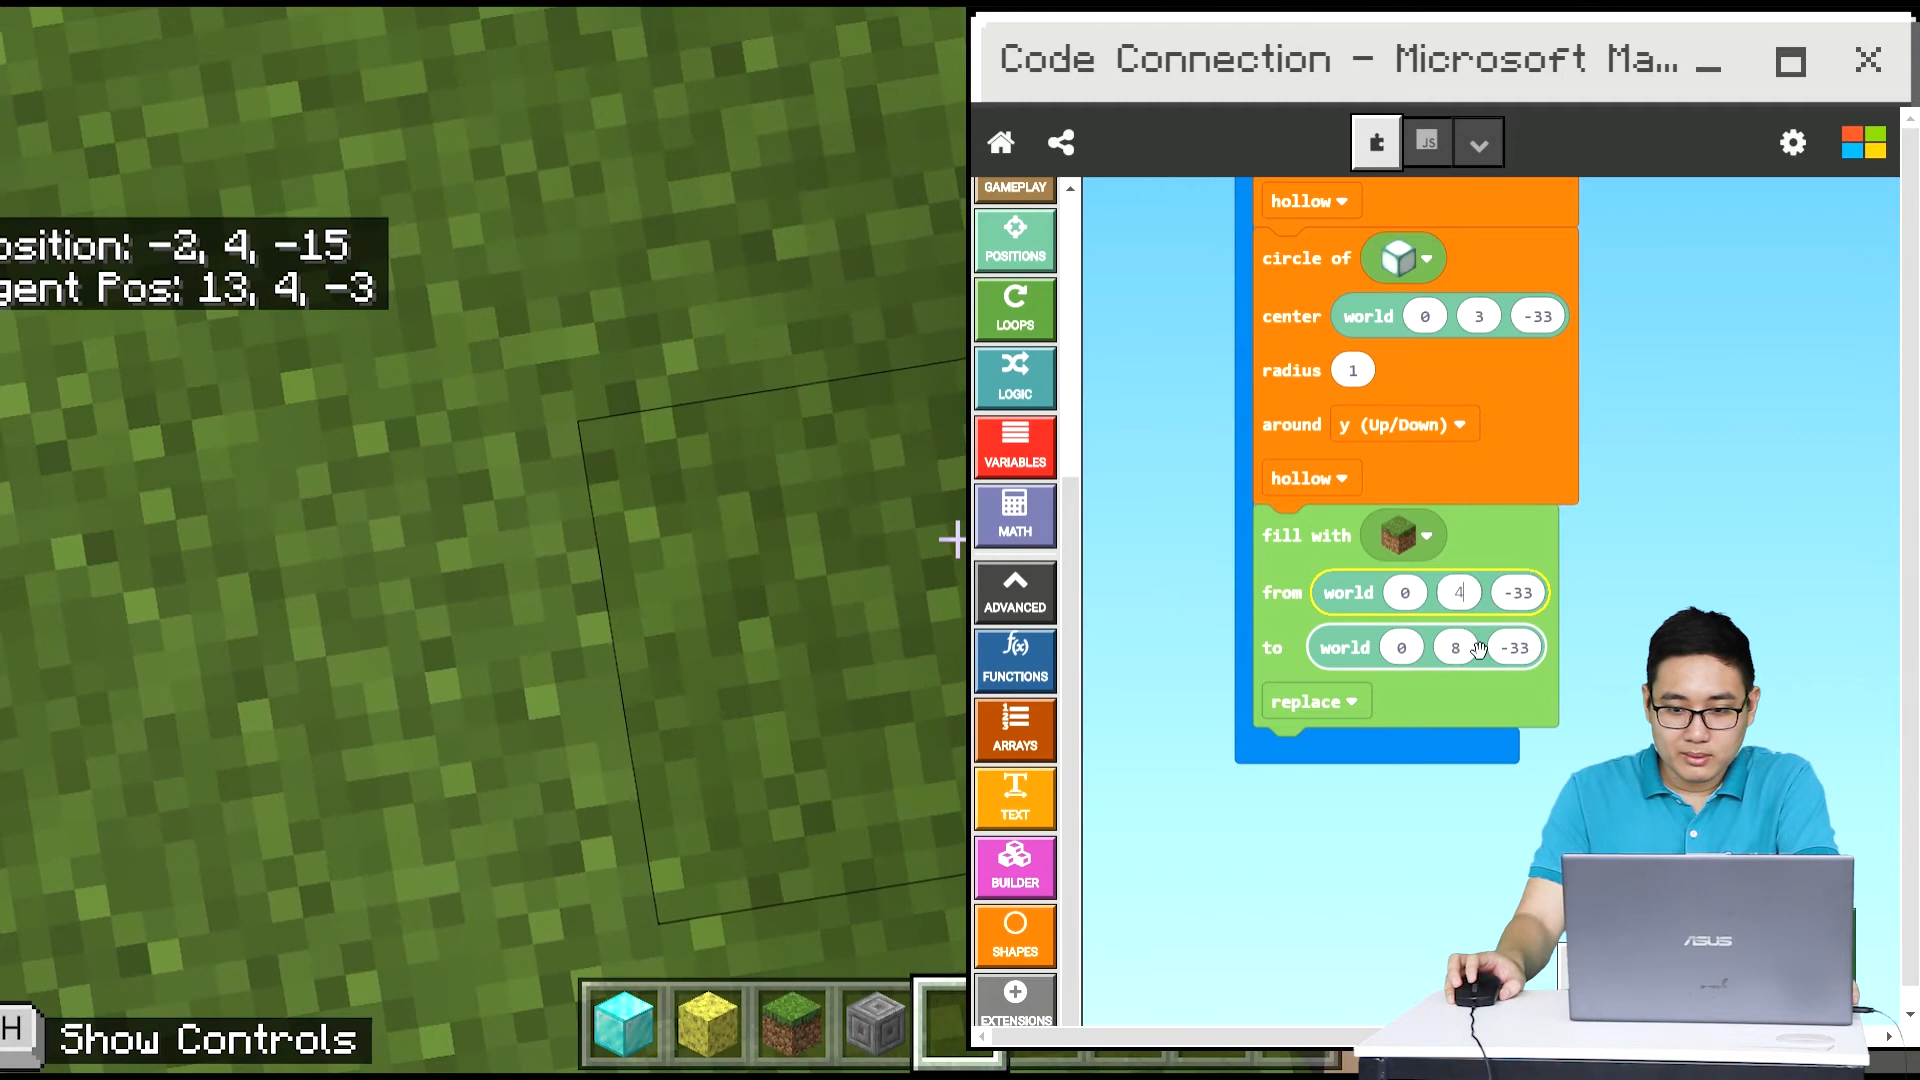 Code Connection - Microsoft Ma...
JS
osition: -2, 4, -15
gent Pos: 13, 4, -3
GAMEPLAY
POSITIONS
LOOPS
LOGIC
VARIABLES
MATH
ADVANCED
f(x)
FUNCTIONS
ARRAYS
TEXT
BUILDER
SHAPES
EXTENSIONS
hollow
circle of
center world 0 3 -33
radius 1
around y (Up/Down)
hollow
fill with
from world 0 4 -33
to world 0 8 -33
replace
ASUS
H Show Controls